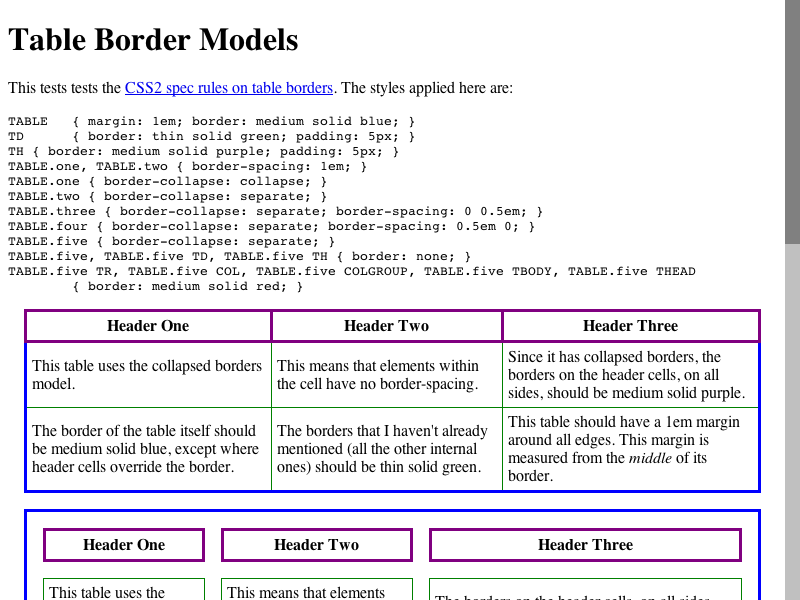 Table Border Models
This tests tests the CSS2 spec rules on table borders. The styles applied here are:
TABLE   { margin: 1em; border: medium solid blue; }
TD      { border: thin solid green; padding: 5px; }
TH { border: medium solid purple; padding: 5px; }
TABLE.one, TABLE.two { border-spacing: 1em; }
TABLE.one { border-collapse: collapse; }
TABLE.two { border-collapse: separate; }
TABLE.three { border-collapse: separate; border-spacing: 0 0.5em; }
TABLE.four { border-collapse: separate; border-spacing: 0.5em 0; }
TABLE.five { border-collapse: separate; }
TABLE.five, TABLE.five TD, TABLE.five TH { border: none; }
TABLE.five TR, TABLE.five COL, TABLE.five COLGROUP, TABLE.five TBODY, TABLE.five THEAD
        { border: medium solid red; }
Header One
Header Two
Header Three
This table uses the collapsed borders
model.
This means that elements within
the cell have no border-spacing.
Since it has collapsed borders, the
borders on the header cells, on all
sides, should be medium solid purple.
The border of the table itself should
be medium solid blue, except where
header cells override the border.
The borders that I haven't already
mentioned (all the other internal
ones) should be thin solid green.
This table should have a 1em margin
around all edges. This margin is
measured from the middle of its
border.
Header One
Header Two
Header Three
This table uses the
This means that elements
The borders on the header cells, on all sides